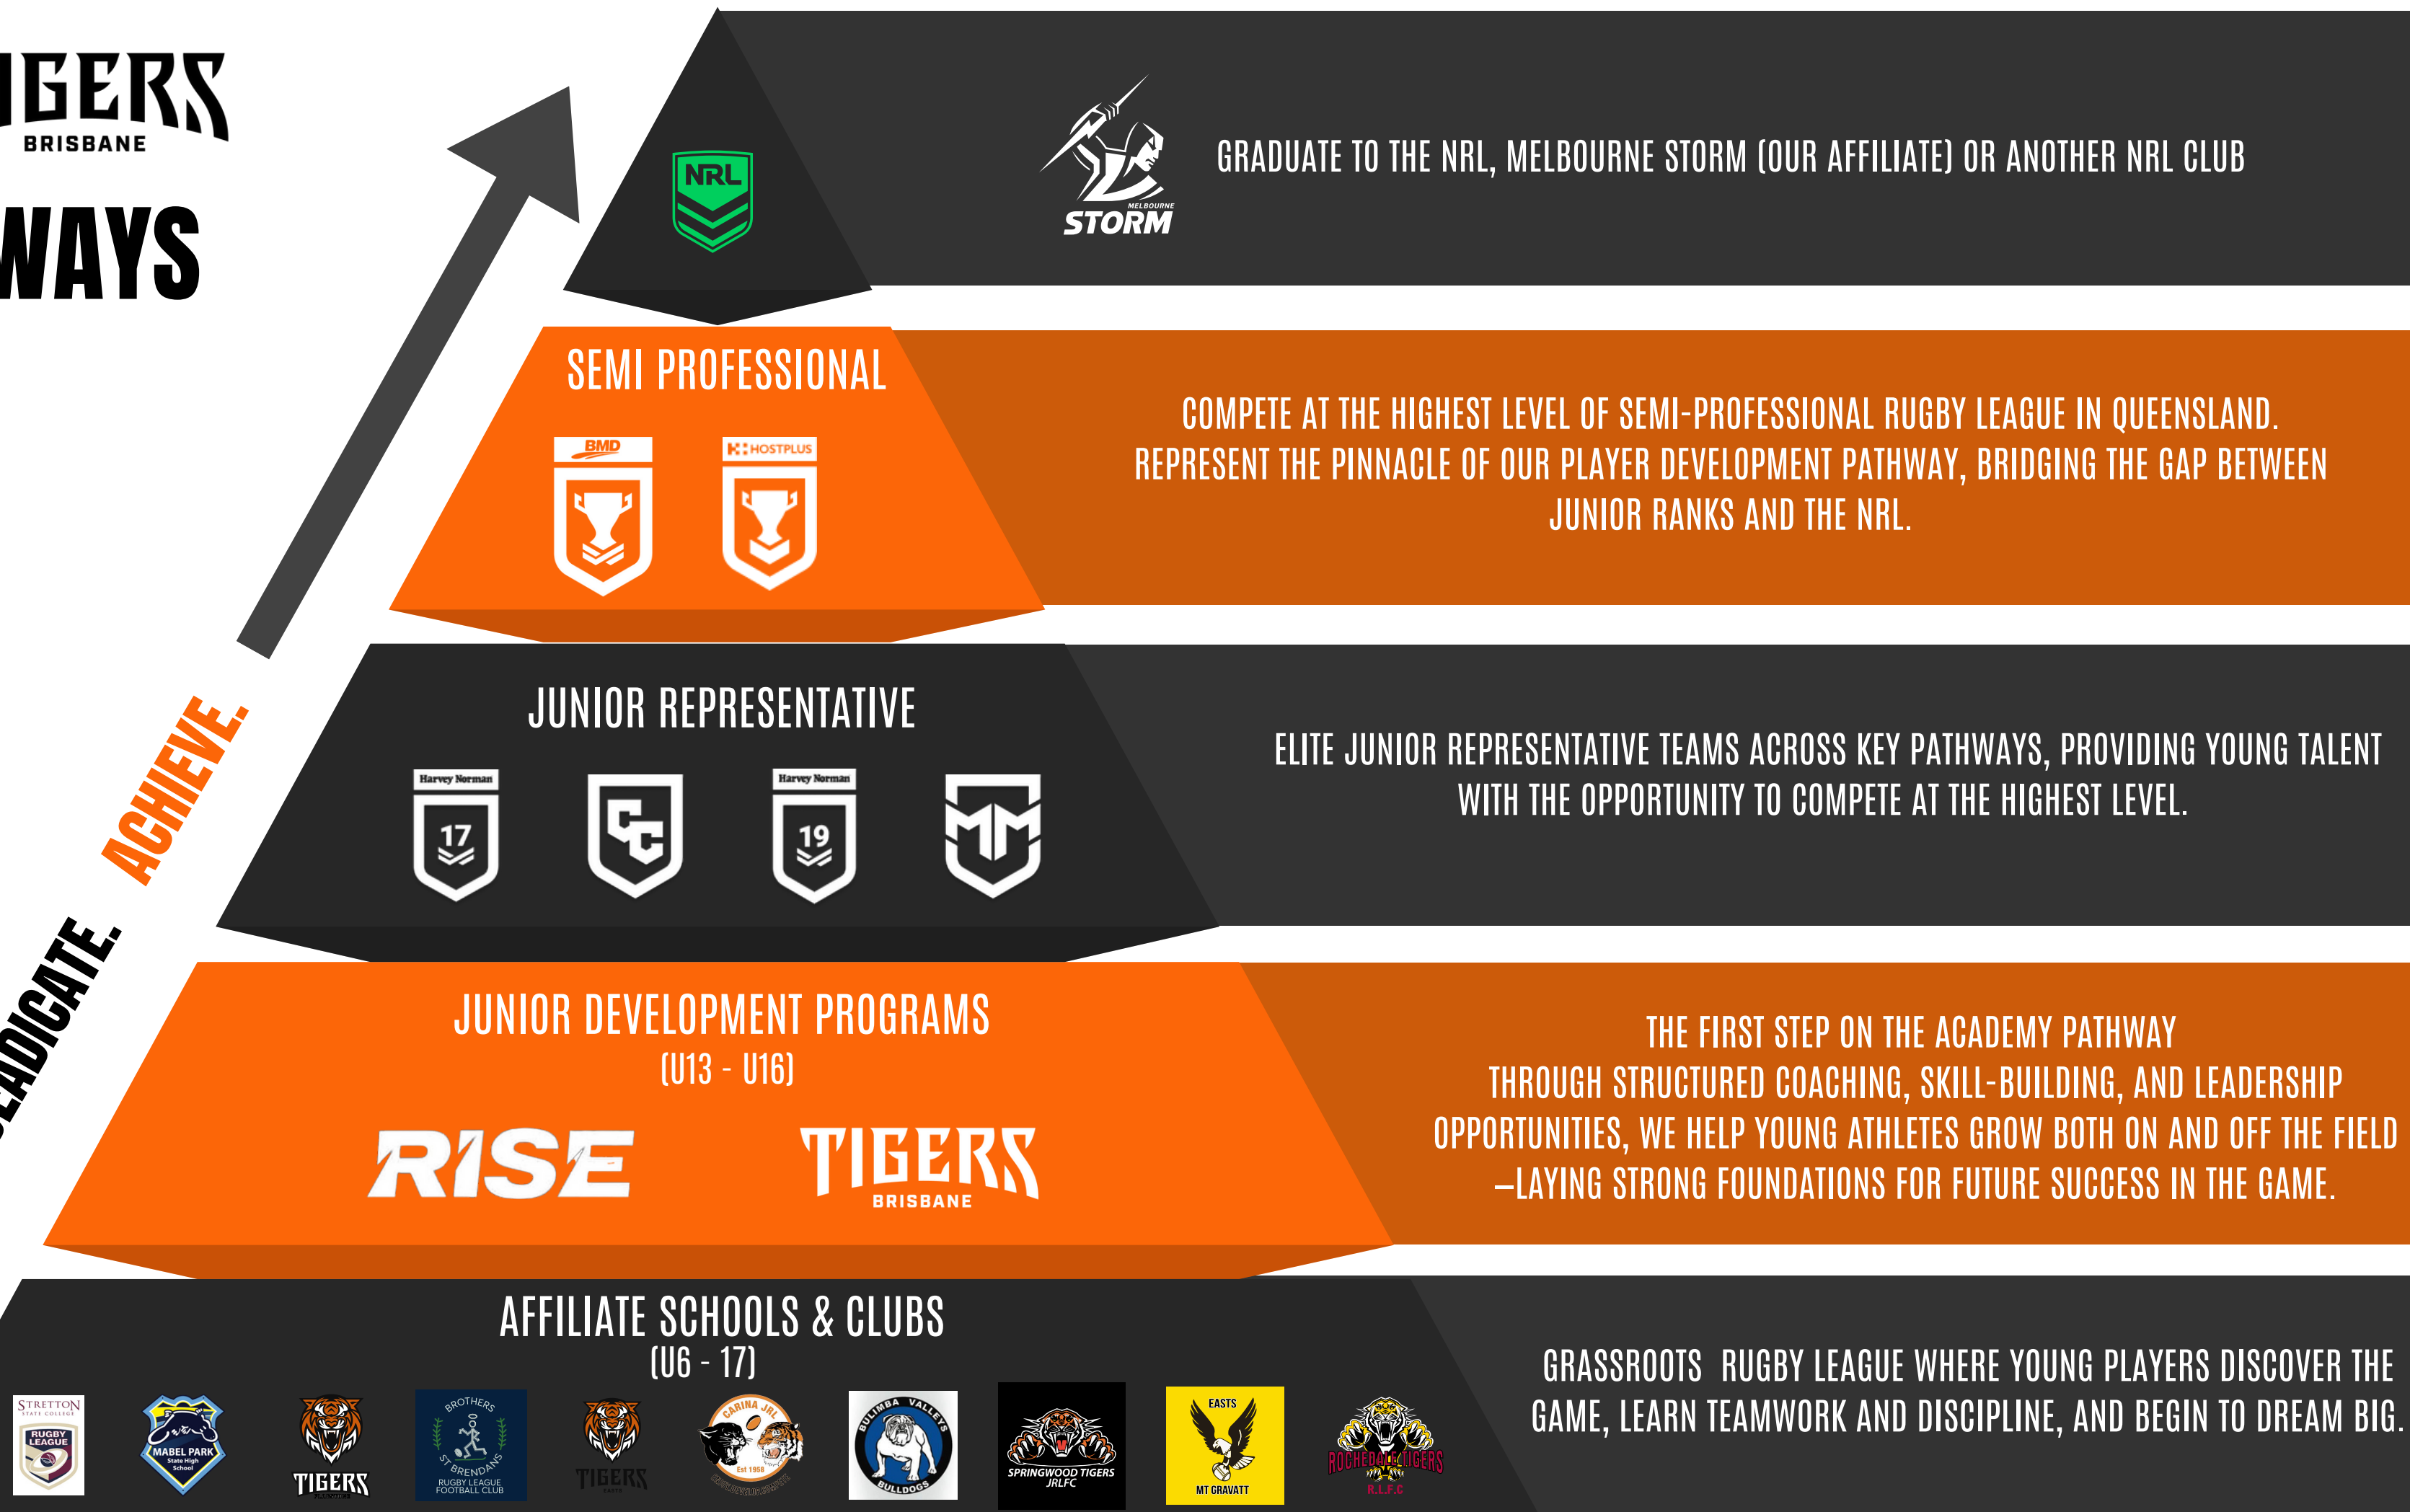 IGERS
BRISBANE
WAYS
NRL
MELBOURNE
STORM
GRADUATE TO THE NRL, MELBOURNE STORM (OUR AFFILIATE) OR ANOTHER NRL CLUB
SEMI PROFESSIONAL
BMD
HOSTPLUS
COMPETE AT THE HIGHEST LEVEL OF SEMI-PROFESSIONAL RUGBY LEAGUE IN QUEENSLAND.
REPRESENT THE PINNACLE OF OUR PLAYER DEVELOPMENT PATHWAY, BRIDGING THE GAP BETWEEN
JUNIOR RANKS AND THE NRL.
ACHIEVE.
EADICATE.
JUNIOR REPRESENTATIVE
Harvey Norman
17
CC
Harvey Norman
19
MM
ELITE JUNIOR REPRESENTATIVE TEAMS ACROSS KEY PATHWAYS, PROVIDING YOUNG TALENT
WITH THE OPPORTUNITY TO COMPETE AT THE HIGHEST LEVEL.
JUNIOR DEVELOPMENT PROGRAMS
(U13 - U16)
RISE
TIGERS
BRISBANE
THE FIRST STEP ON THE ACADEMY PATHWAY
THROUGH STRUCTURED COACHING, SKILL-BUILDING, AND LEADERSHIP
OPPORTUNITIES, WE HELP YOUNG ATHLETES GROW BOTH ON AND OFF THE FIELD
—LAYING STRONG FOUNDATIONS FOR FUTURE SUCCESS IN THE GAME.
AFFILIATE SCHOOLS & CLUBS
(U6 - 17)
STRETTON
STATE COLLEGE
RUGBY
LEAGUE
MABEL PARK
State High
School
TIGERS
BROTHERS
ST BRENDANS
RUGBY LEAGUE
FOOTBALL CLUB
TIGERS
CARINA JRL
Est 1958
BULIMBA VALLEYS
BULLDOGS
SPRINGWOOD TIGERS
JRLFC
EASTS
MT GRAVATT
ROCHEDALE TIGERS
R.L.F.C
GRASSROOTS RUGBY LEAGUE WHERE YOUNG PLAYERS DISCOVER THE
GAME, LEARN TEAMWORK AND DISCIPLINE, AND BEGIN TO DREAM BIG.